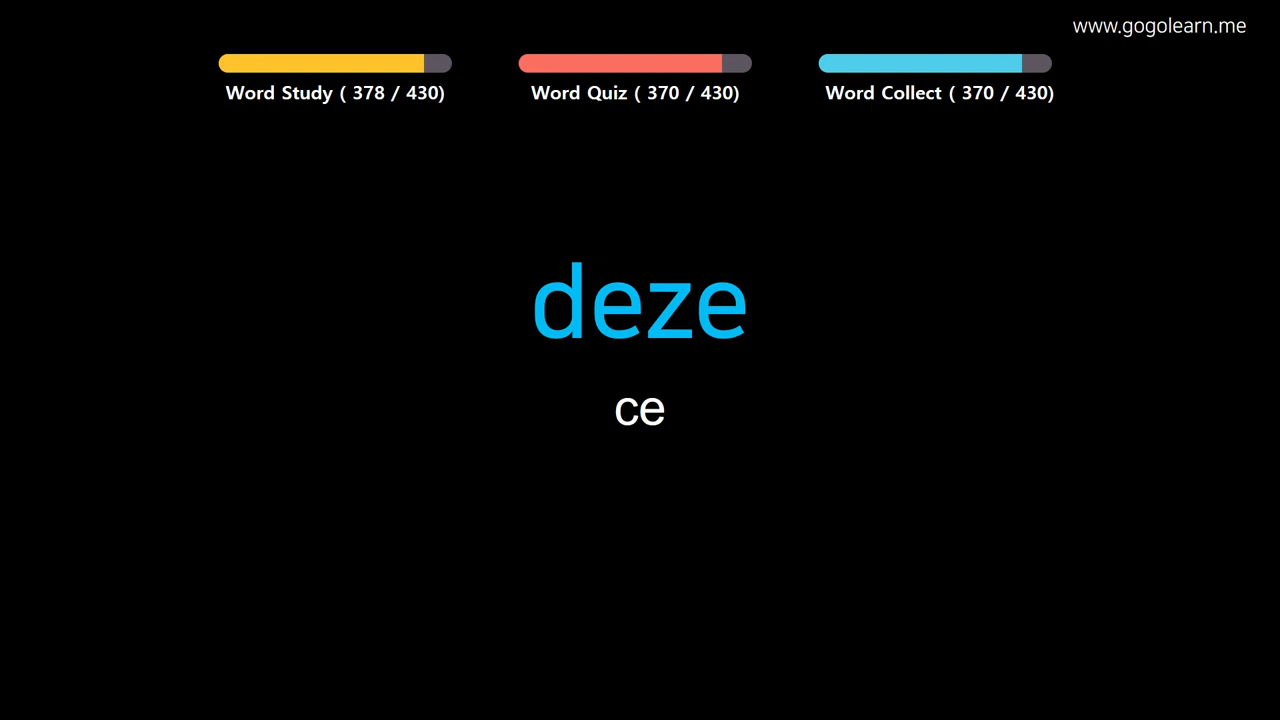 www.gogolearn.me
Word Study ( 378 / 430)
Word Quiz ( 370 / 430)
Word Collect ( 370 / 430)
deze
ce